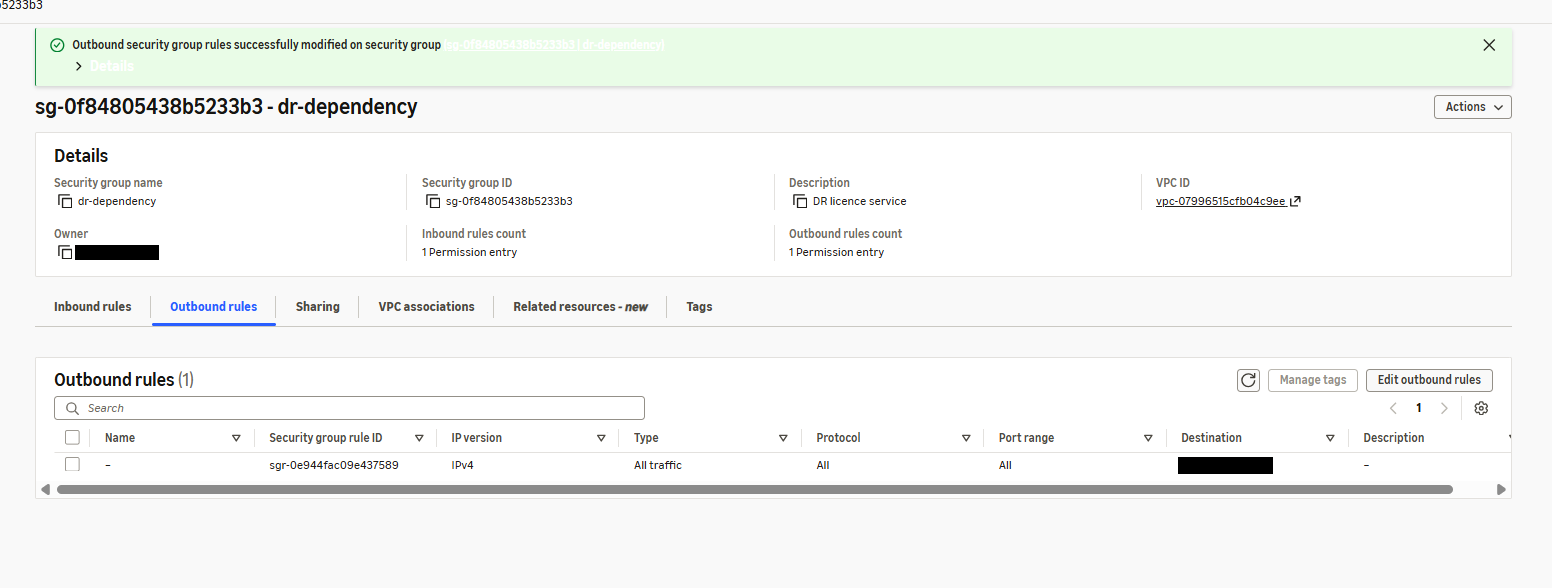 b5233b3
Outbound security group rules successfully modified on security group (sg-0f84805438b5233b3 | dr-dependency)
Details
sg-0f84805438b5233b3 - dr-dependency
Actions
Details
Security group name
dr-dependency
Security group ID
sg-0f84805438b5233b3
Description
DR licence service
VPC ID
vpc-07996515cfb04c9ee
Owner
Inbound rules count
1 Permission entry
Outbound rules count
1 Permission entry
Inbound rules Outbound rules Sharing VPC associations Related resources - new Tags
Outbound rules (1)
Manage tags Edit outbound rules
Search
1
Name Security group rule ID IP version Type Protocol Port range Destination Description
– sgr-0e944fac09e437589 IPv4 All traffic All All –